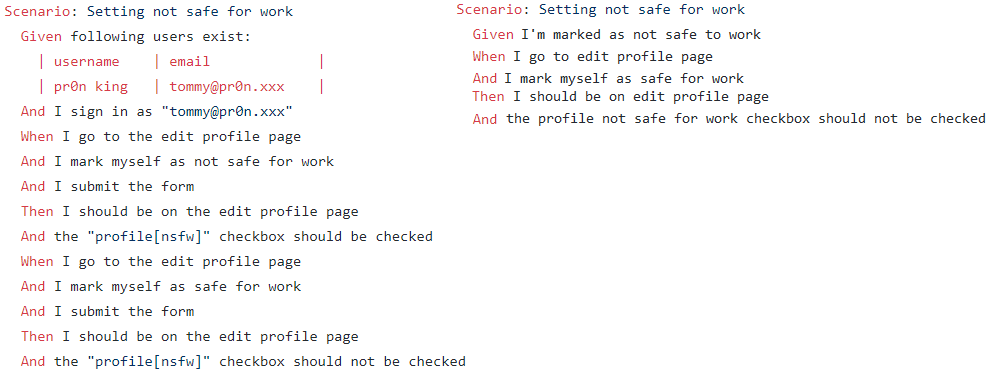 Scenario: Setting not safe for work
Given following users exist:
| username | email |
| pr0n king | tommy@pr0n.xxx |
And I sign in as "tommy@pr0n.xxx"
When I go to the edit profile page
And I mark myself as not safe for work
And I submit the form
Then I should be on the edit profile page
And the "profile[nsfw]" checkbox should be checked
When I go to the edit profile page
And I mark myself as safe for work
And I submit the form
Then I should be on the edit profile page
And the "profile[nsfw]" checkbox should not be checked
Scenario: Setting not safe for work
Given I'm marked as not safe to work
When I go to edit profile page
And I mark myself as safe for work
Then I should be on edit profile page
And the profile not safe for work checkbox should not be checked